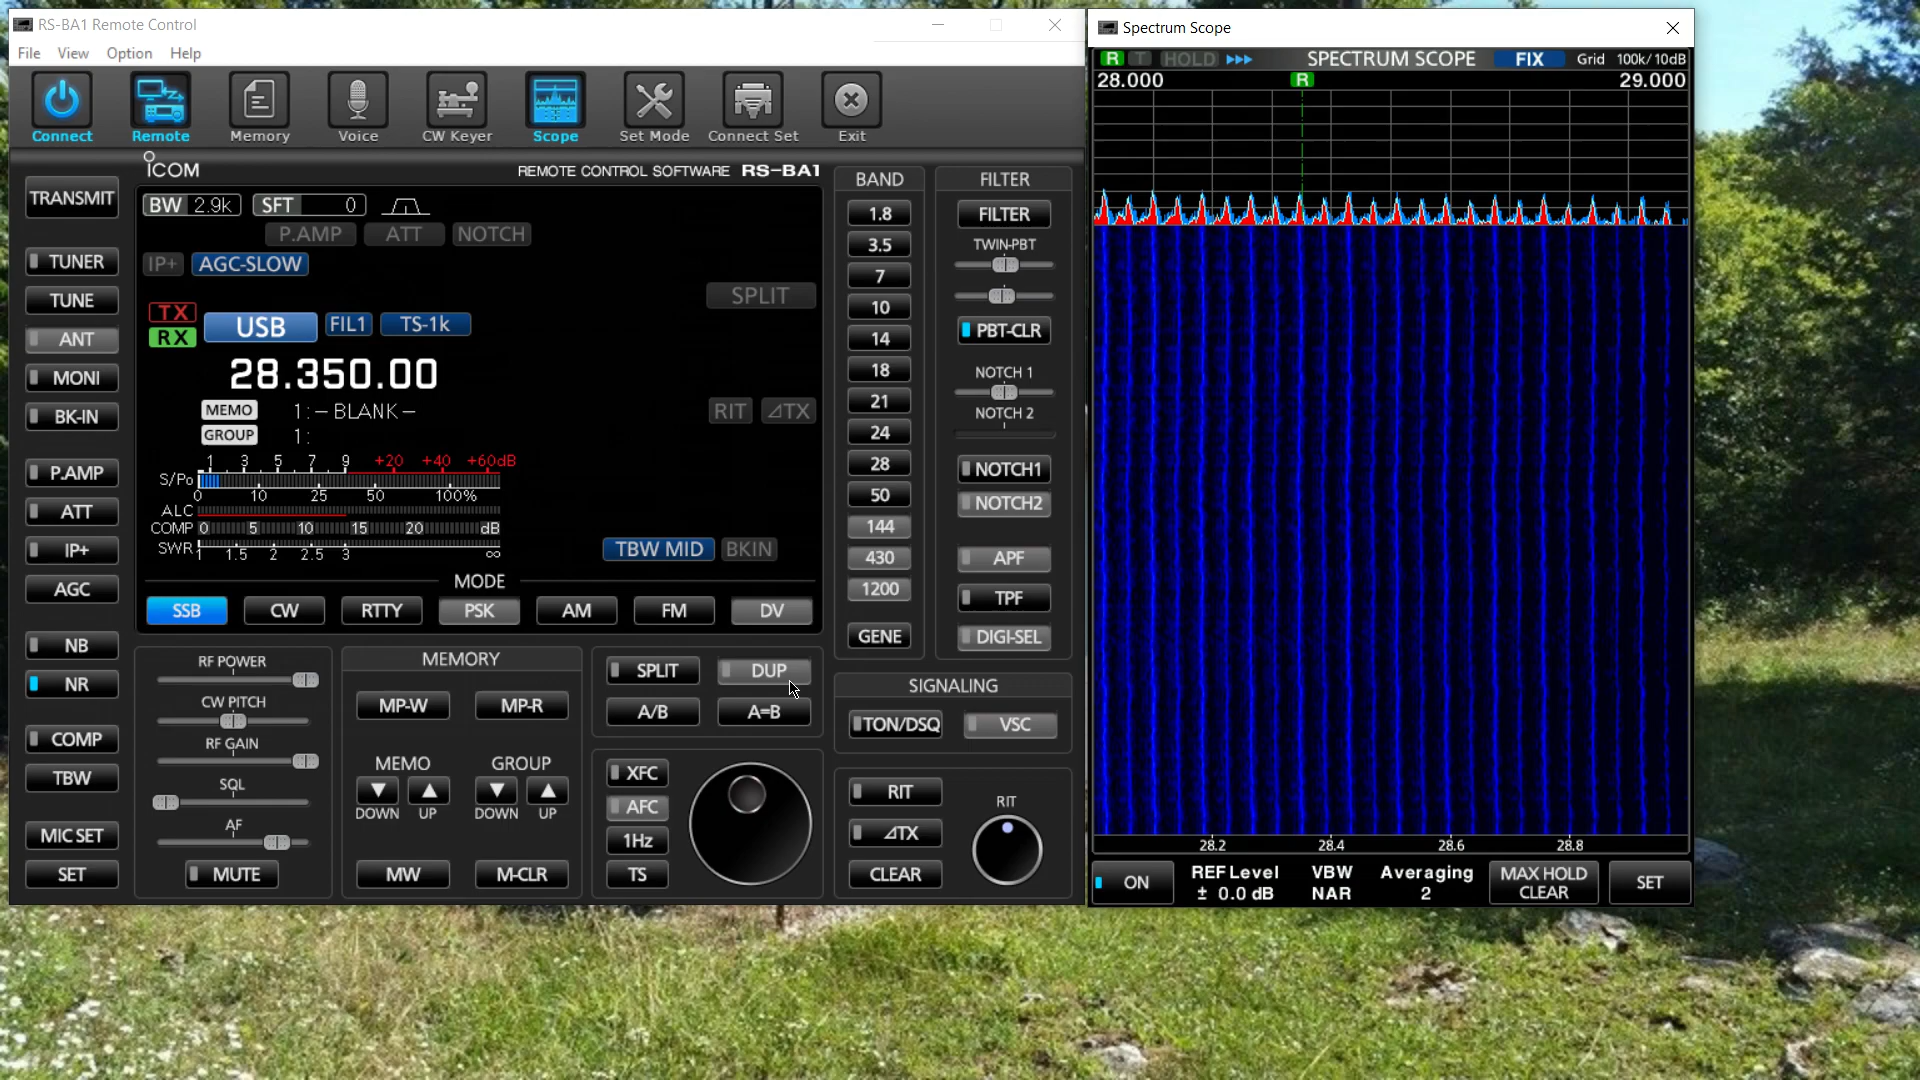 RS-BA1 Remote Control
File View Option Help
Connect Remote Memory Voice CW Keyer Scope Set Mode Connect Set Exit
ICOM
REMOTE CONTROL SOFTWARE RS-BA1
TRANSMIT
TUNER
TUNE
ANT
MONI
BK-IN
P.AMP
ATT
IP+
AGC
NB
NR
COMP
TBW
MIC SET
SET
BW 2.9k SFT 0
P.AMP ATT NOTCH
IP+ AGC-SLOW
SPLIT
TX
RX USB FIL1 TS-1k
28.350.00
MEMO 1:– BLANK –
GROUP 1:
RIT ⊿TX
1 3 5 7 9 +20 +40 +60dB
S/Po
0 10 25 50 100%
ALC
COMP 0 5 10 15 20 dB
SWR 1 1.5 2 2.5 3 ∞
TBW MID BKIN
MODE
SSB CW RTTY PSK AM FM DV
RF POWER
CW PITCH
RF GAIN
SQL
AF
MUTE
MEMORY
MP-W MP-R
MEMO GROUP
▼ ▲ ▼ ▲
DOWN UP DOWN UP
MW M-CLR
SPLIT DUP
A/B A=B
XFC
AFC
1Hz
TS
BAND
1.8
3.5
7
10
14
18
21
24
28
50
144
430
1200
GENE
FILTER
FILTER
TWIN-PBT
PBT-CLR
NOTCH 1
NOTCH 2
NOTCH1
NOTCH2
APF
TPF
DIGI-SEL
SIGNALING
TON/DSQ VSC
RIT
⊿TX
CLEAR
RIT
Spectrum Scope
R T HOLD ▶▶▶ SPECTRUM SCOPE FIX Grid 100k/10dB
28.000 R 29.000
28.2 28.4 28.6 28.8
ON
REF Level
± 0.0 dB
VBW
NAR
Averaging
2
MAX HOLD
CLEAR
SET